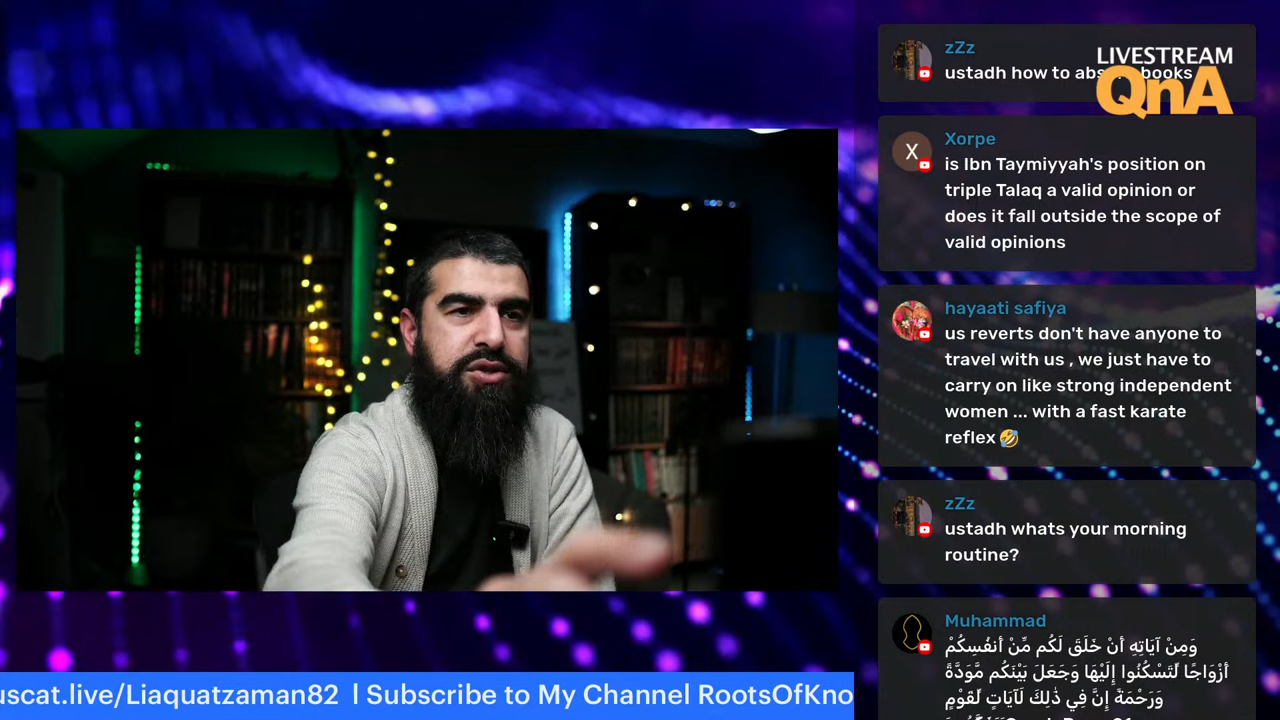 zZz
ustadh how to abs books
LIVESTREAM
QnA
X
Xorpe
is Ibn Taymiyyah's position on
triple Talaq a valid opinion or
does it fall outside the scope of
valid opinions
hayaati safiya
us reverts don't have anyone to
travel with us , we just have to
carry on like strong independent
women ... with a fast karate
reflex 🤣
zZz
ustadh whats your morning
routine?
Muhammad
وَمِنْ آيَاتِهِ أَنْ خَلَقَ لَكُم مِّنْ أَنفُسِكُمْ
أَزْوَاجًا لِّتَسْكُنُوا إِلَيْهَا وَجَعَلَ بَيْنَكُم مَّوَدَّةً
وَرَحْمَةً إِنَّ فِي ذَٰلِكَ لَآيَاتٍ لِّقَوْمٍ
uscat.live/Liaquatzaman82 | Subscribe to My Channel RootsOfKno